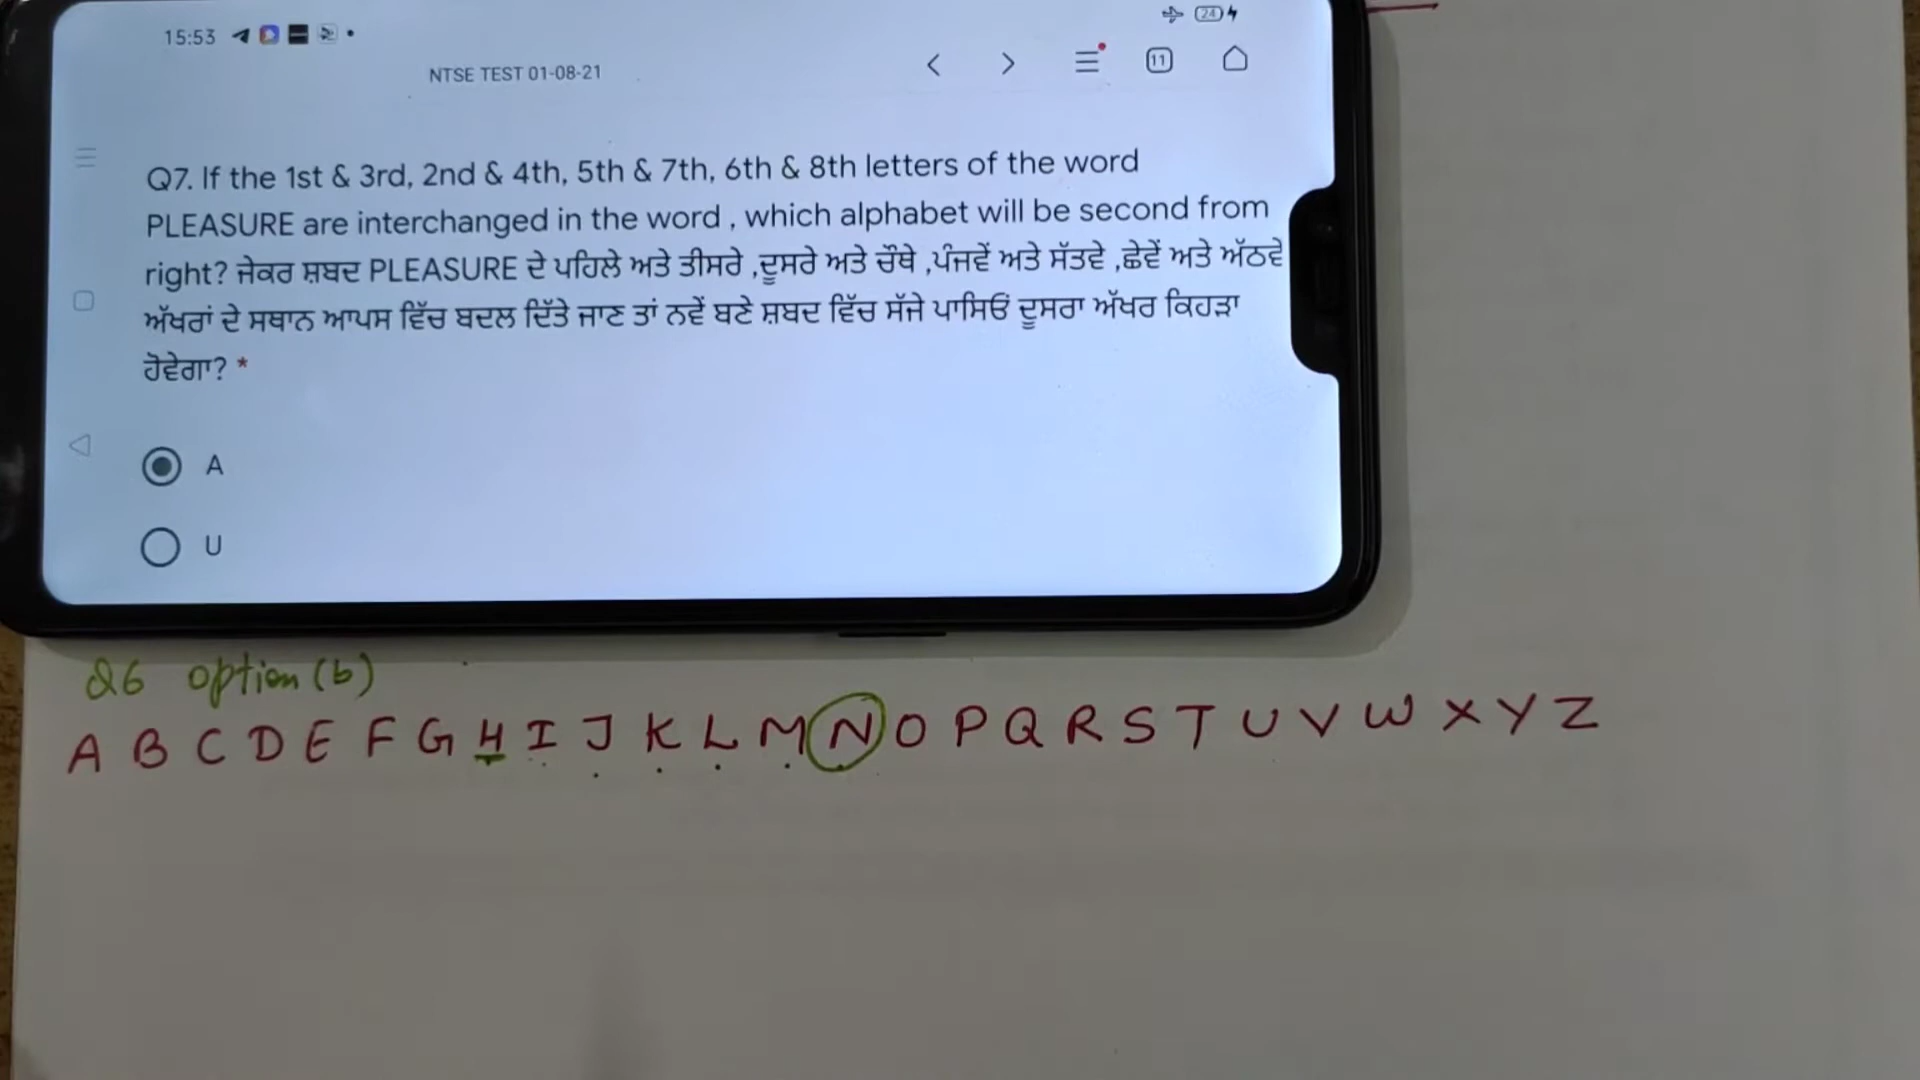 15:53
24
NTSE TEST 01-08-21
11
Q7. If the 1st & 3rd, 2nd & 4th, 5th & 7th, 6th & 8th letters of the word
PLEASURE are interchanged in the word , which alphabet will be second from
right? ਜੇਕਰ ਸ਼ਬਦ PLEASURE ਦੇ ਪਹਿਲੇ ਅਤੇ ਤੀਸਰੇ ,ਦੂਸਰੇ ਅਤੇ ਚੌਥੇ ,ਪੰਜਵੇਂ ਅਤੇ ਸੱਤਵੇ ,ਛੇਵੇਂ ਅਤੇ ਅੱਠਵੇ
ਅੱਖਰਾਂ ਦੇ ਸਥਾਨ ਆਪਸ ਵਿੱਚ ਬਦਲ ਦਿੱਤੇ ਜਾਣ ਤਾਂ ਨਵੇਂ ਬਣੇ ਸ਼ਬਦ ਵਿੱਚ ਸੱਜੇ ਪਾਸਿਓਂ ਦੂਸਰਾ ਅੱਖਰ ਕਿਹੜਾ
ਹੋਵੇਗਾ? *
A
U
Q6 option (b)
A B C D E F G H I J K L M N O P Q R S T U V W X Y Z